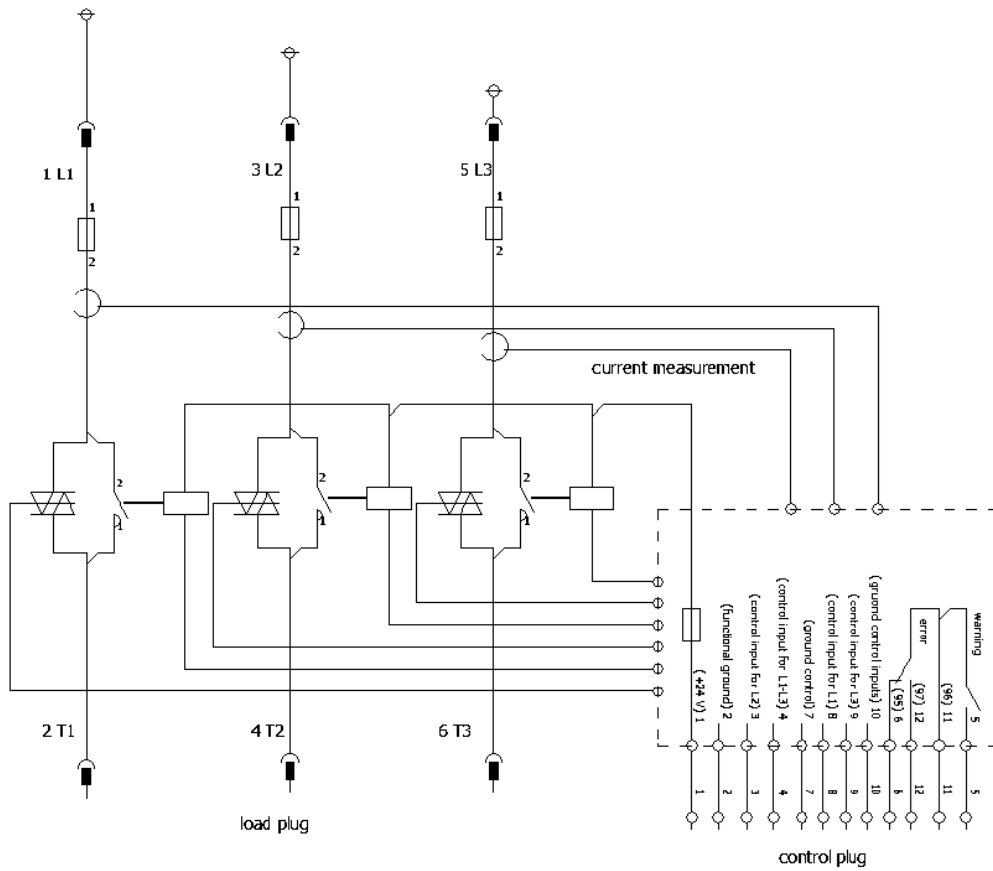 1 L1
3 L2
5 L3
1
2
1
2
1
2
current measurement
2
1
2
1
2
1
( +24 V) 1
(functional ground) 2
(control input for L2) 3
(control input for L1-L3) 4
(ground control) 7
(control input for L1) 8
(control input for L3) 9
(gruond control inputs) 10
(95) 6
error
(97) 12
(96) 11
warning
5
2 T1
4 T2
6 T3
1
2
3
4
7
8
9
10
6
12
11
5
load plug
control plug